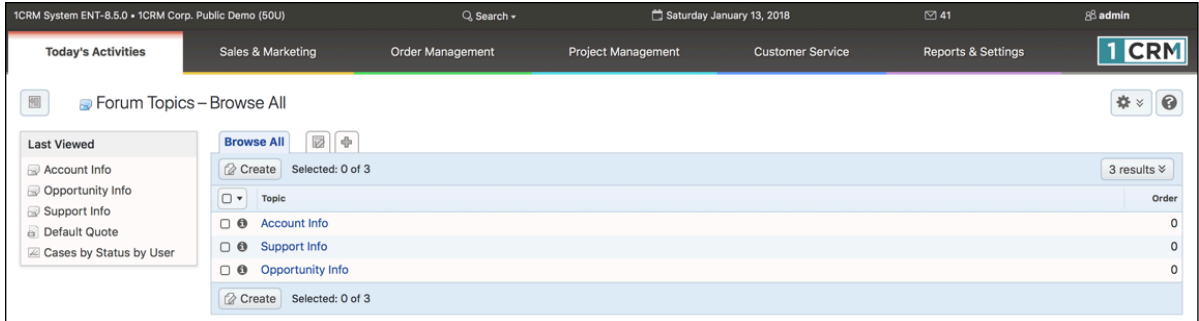 1CRM System ENT-8.5.0 • 1CRM Corp. Public Demo (50U) Search Saturday January 13, 2018 41 admin
Today's Activities Sales & Marketing Order Management Project Management Customer Service Reports & Settings 1 CRM
Forum Topics – Browse All
Last Viewed
Account Info
Opportunity Info
Support Info
Default Quote
Cases by Status by User
Browse All
Create Selected: 0 of 3 3 results
Topic Order
Account Info 0
Support Info 0
Opportunity Info 0
Create Selected: 0 of 3